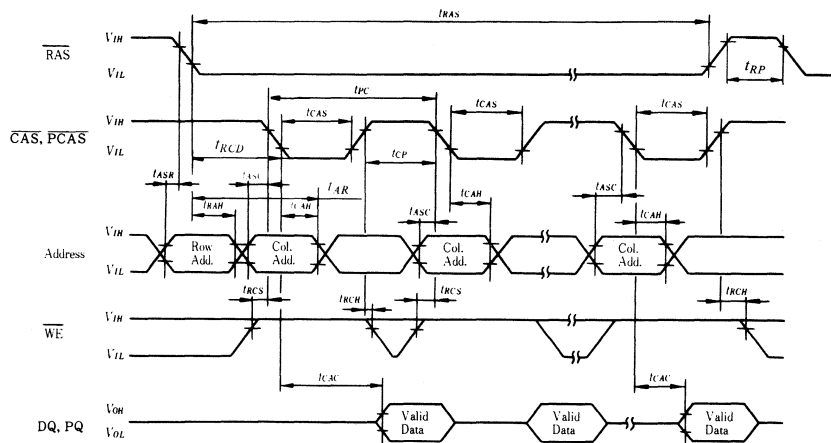 tRAS
RAS VIH
VIL
tRP
tPC
tCAS tCAS tCAS
CAS, PCAS VIH
VIL
tRCD
tCP
tASR tASC tAR
tRAH tCAH tASC tCAH tASC tCAH
Address VIH
VIL
Row Add.
Col. Add.
Col. Add.
Col. Add.
tRCS tRCH tRCS tRCH
WE VIH
VIL
tCAC tCAC
DQ, PQ VOH
VOL
Valid Data
Valid Data
Valid Data